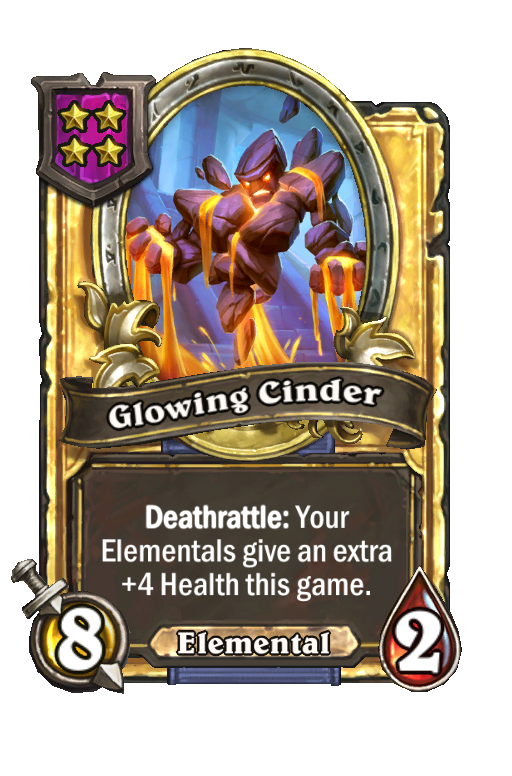 Glowing Cinder
Deathrattle: Your
Elementals give an extra
+4 Health this game.
8
Elemental
2